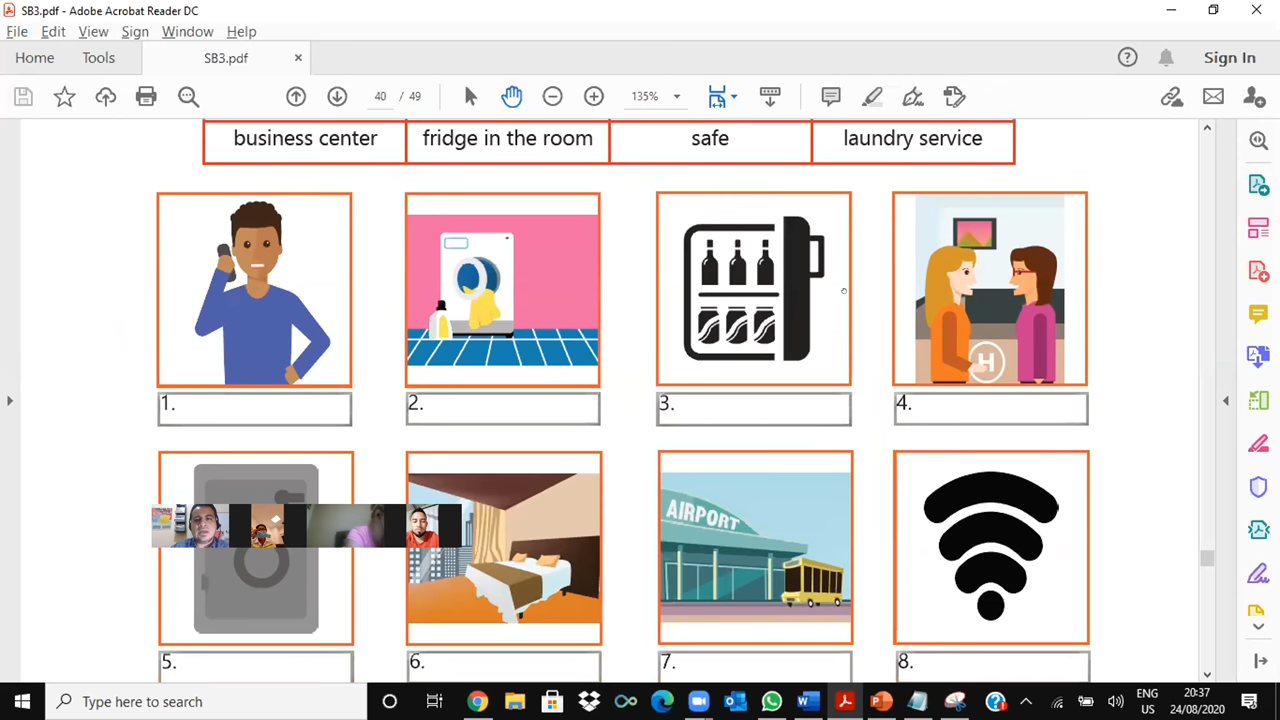 SB3.pdf - Adobe Acrobat Reader DC
File Edit View Sign Window Help
Home Tools SB3.pdf × Sign In
40 / 49 135%
business center fridge in the room safe laundry service
H
1. 2. 3. 4.
AIRPORT
5. 6. 7. 8.
Type here to search
ENG 20:37
US 24/08/2020